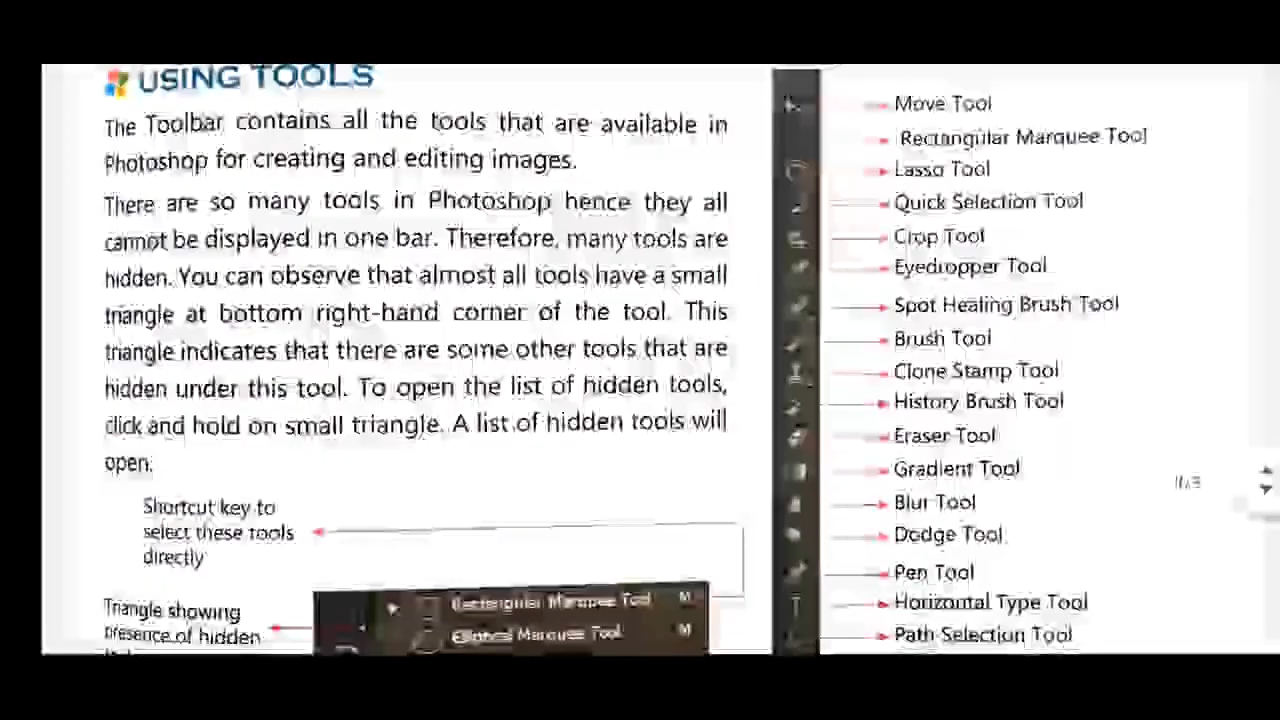 USING TOOLS
The Toolbar contains all the tools that are available in
Photoshop for creating and editing images.
There are so many tools in Photoshop hence they all
cannot be displayed in one bar. Therefore, many tools are
hidden. You can observe that almost all tools have a small
triangle at bottom right-hand corner of the tool. This
triangle indicates that there are some other tools that are
hidden under this tool. To open the list of hidden tools,
click and hold on small triangle. A list of hidden tools will
open.
Shortcut key to
select these tools
directly
Triangle showing
presence of hidden
Rectangular Marquee Tool M
Elliptical Marquee Tool M
Move Tool
Rectangular Marquee Tool
Lasso Tool
Quick Selection Tool
Crop Tool
Eyedropper Tool
Spot Healing Brush Tool
Brush Tool
Clone Stamp Tool
History Brush Tool
Eraser Tool
Gradient Tool
Blur Tool
Dodge Tool
Pen Tool
Horizontal Type Tool
Path Selection Tool